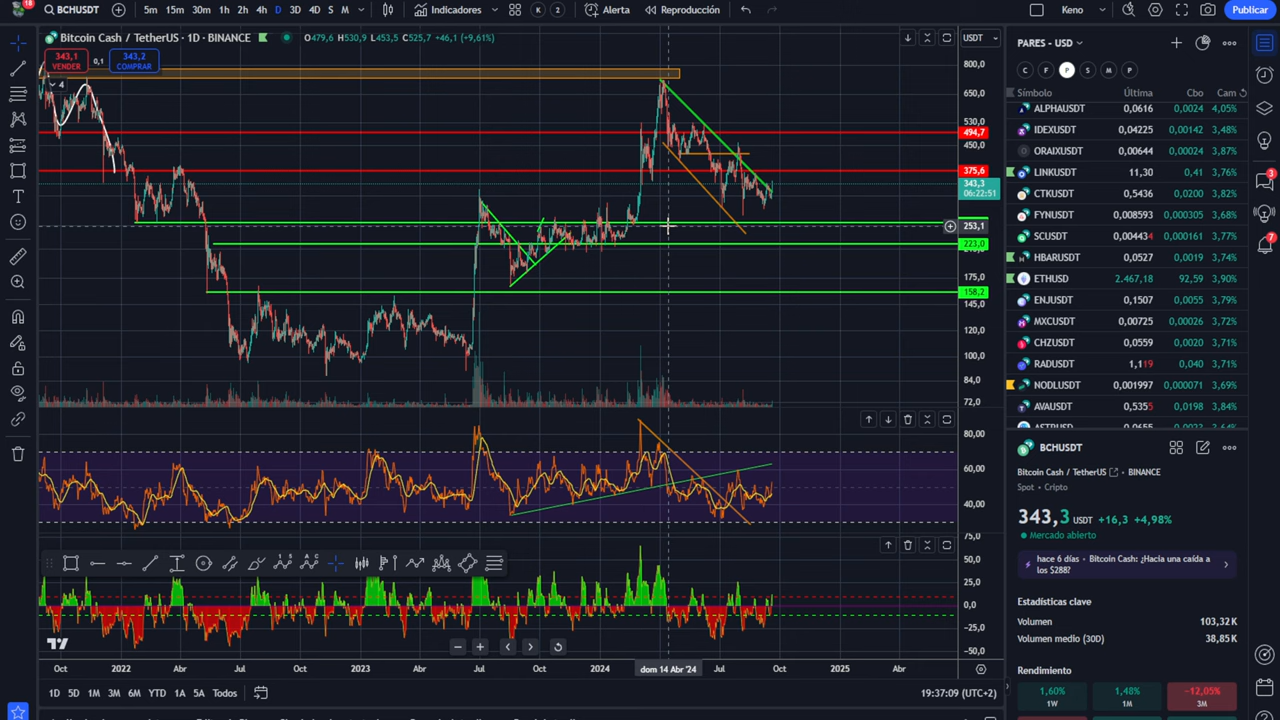 18
BCHUSDT
5m 15m 30m 1h 2h 4h D 3D 4D S M
Indicadores
K 2
Alerta
Reproducción
Keno
Publicar
Bitcoin Cash / TetherUS · 1D · BINANCE O479,6 H530,9 L453,5 C525,7 +46,1 (+9,61%)
USDT
343,1 VENDER
0,1
343,2 COMPRAR
4
800,0
650,0
530,0
494,7
450,0
375,6
343,3
06:22:51
253,1
223,0
175,0
158,2
145,0
120,0
100,0
84,0
72,0
80,00
60,00
40,00
75,0
50,0
25,0
0,0
−25,0
−50,0
Oct 2022 Abr Jul Oct 2023 Abr Jul Oct 2024 dom 14 Abr '24 Jul Oct 2025 Abr
1D 5D 1M 3M 6M YTD 1A 5A Todos
19:37:09 (UTC+2)
PARES - USD
C F P S M P
Símbolo Última Cbo Cam
ALPHAUSDT 0,0616 0,0024 4,05%
IDEXUSDT 0,04225 0,00142 3,48%
ORAIXUSDT 0,00644 0,00024 3,87%
LINKUSDT 11,30 0,41 3,76%
CTKUSDT 0,5436 0,0200 3,82%
FYNUSDT 0,008593 0,000305 3,68%
SCUSDT 0,004434 0,000161 3,77%
HBARUSDT 0,0527 0,0019 3,74%
ETHUSD 2.467,18 92,59 3,90%
ENJUSDT 0,1507 0,0055 3,79%
MXCUSDT 0,00725 0,00026 3,72%
CHZUSDT 0,0559 0,0020 3,71%
RADUSDT 1,119 0,040 3,71%
NODLUSDT 0,001997 0,000071 3,69%
AVAUSDT 0,5355 0,0198 3,84%
BCHUSDT
Bitcoin Cash / TetherUS · BINANCE
Spot • Cripto
343,3 USDT +16,3 +4,98%
Mercado abierto
hace 6 días · Bitcoin Cash: ¿Hacia una caída a
los $288?
Estadísticas clave
Volumen 103,32K
Volumen medio (30D) 38,85K
Rendimiento
1,60% 1,48% −12,05%
1W 1M 3M
3
7